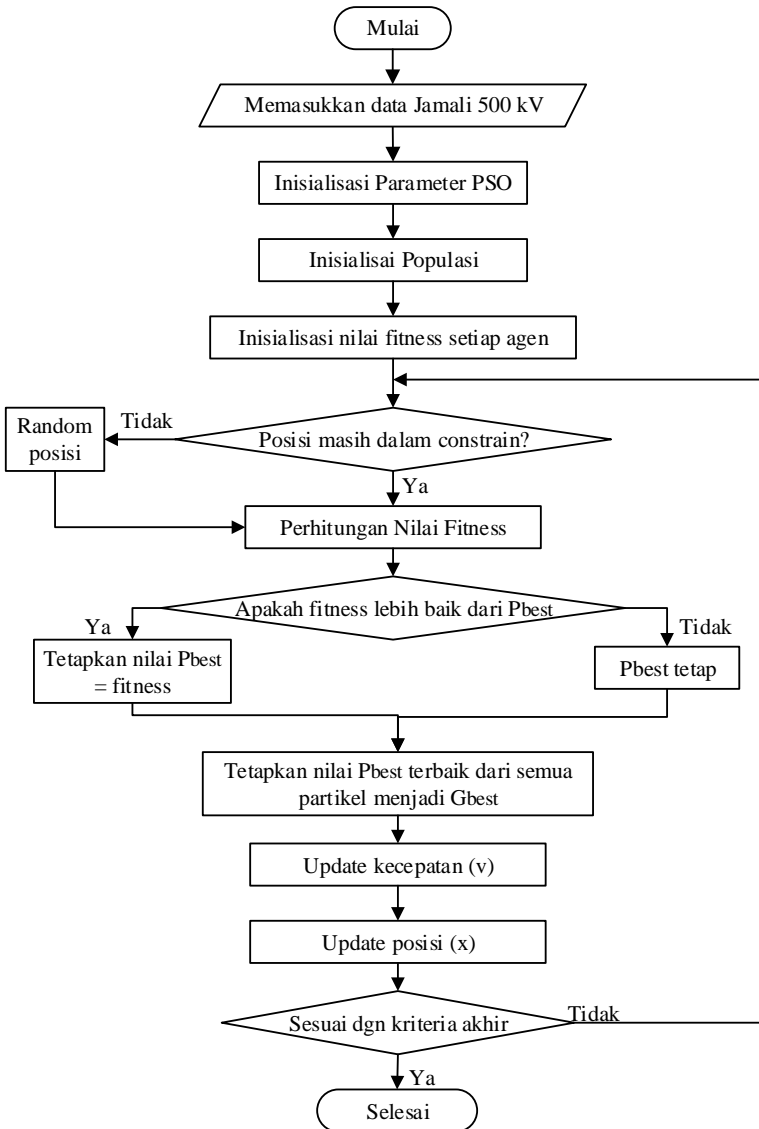 Mulai
Memasukkan data Jamali 500 kV
Inisialisasi Parameter PSO
Inisialisai Populasi
Inisialisasi nilai fitness setiap agen
Random
posisi
Tidak
Posisi masih dalam constrain?
Ya
Perhitungan Nilai Fitness
Apakah fitness lebih baik dari Pbest
Ya
Tidak
Tetapkan nilai Pbest
= fitness
Pbest tetap
Tetapkan nilai Pbest terbaik dari semua
partikel menjadi Gbest
Update kecepatan (v)
Update posisi (x)
Sesuai dgn kriteria akhir
Tidak
Ya
Selesai